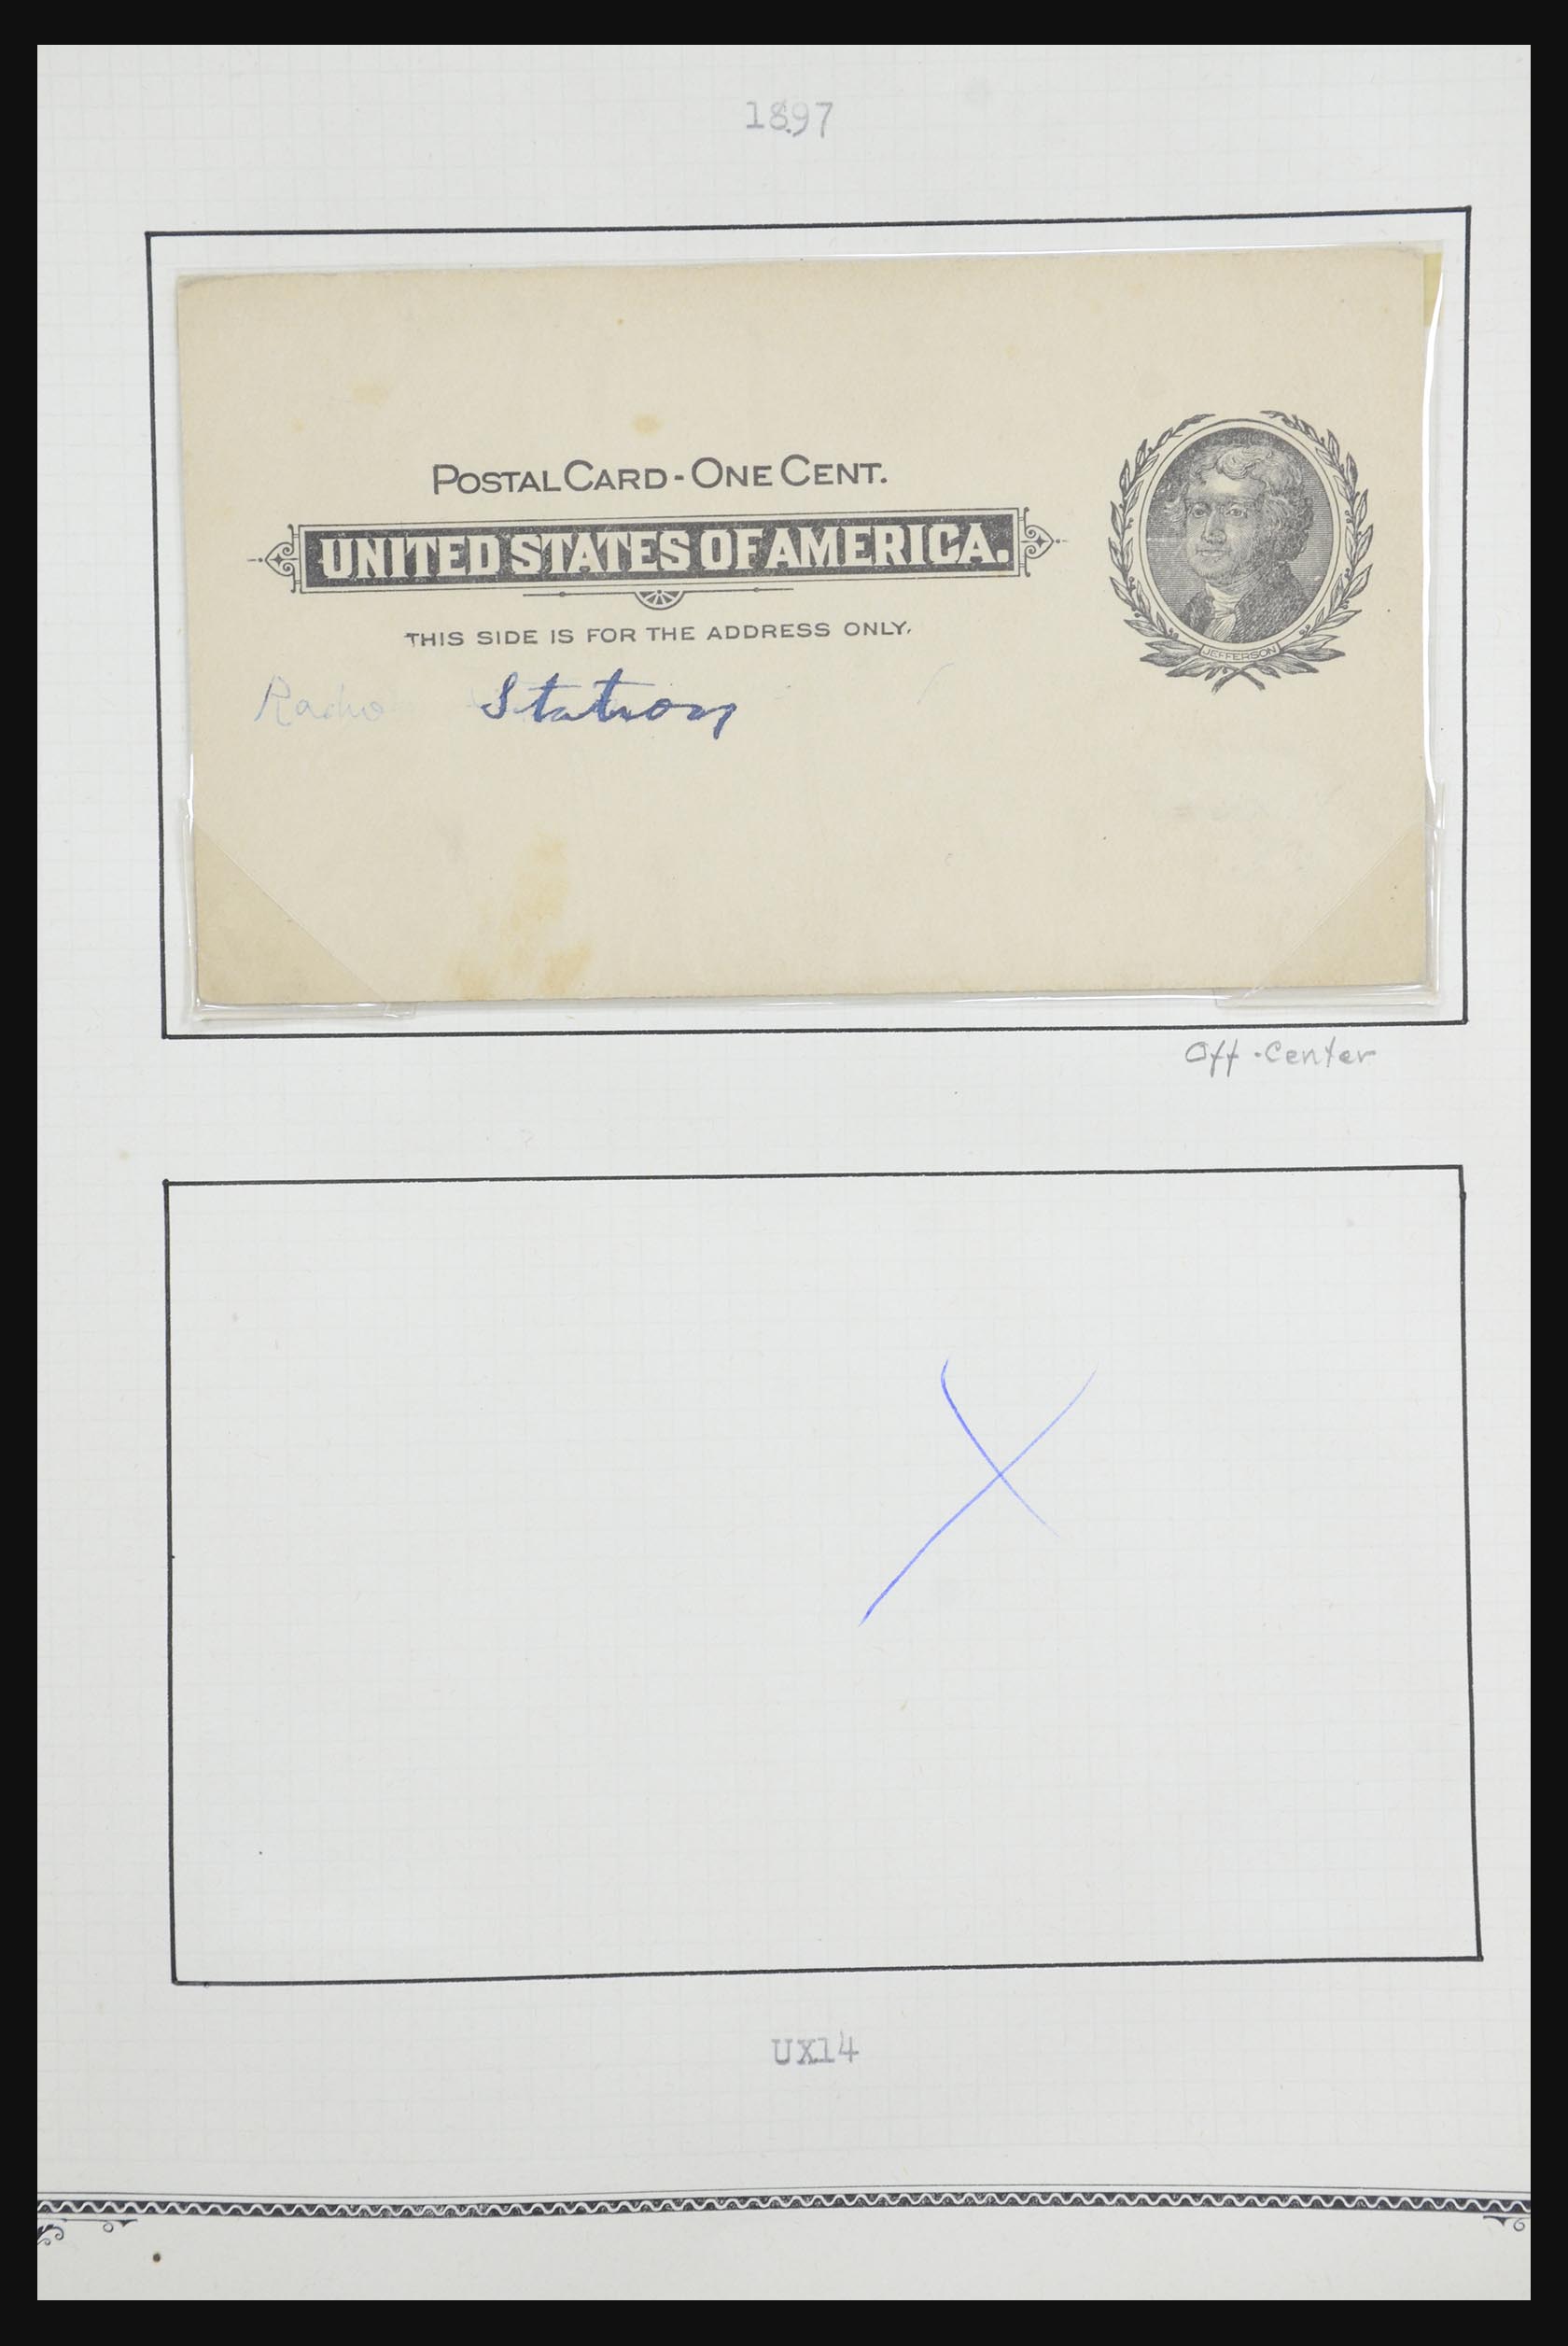 1897
POSTAL CARD - ONE CENT.
UNITED STATES OF AMERICA.
THIS SIDE IS FOR THE ADDRESS ONLY.
JEFFERSON
Radio Station
Off-Center
UX14